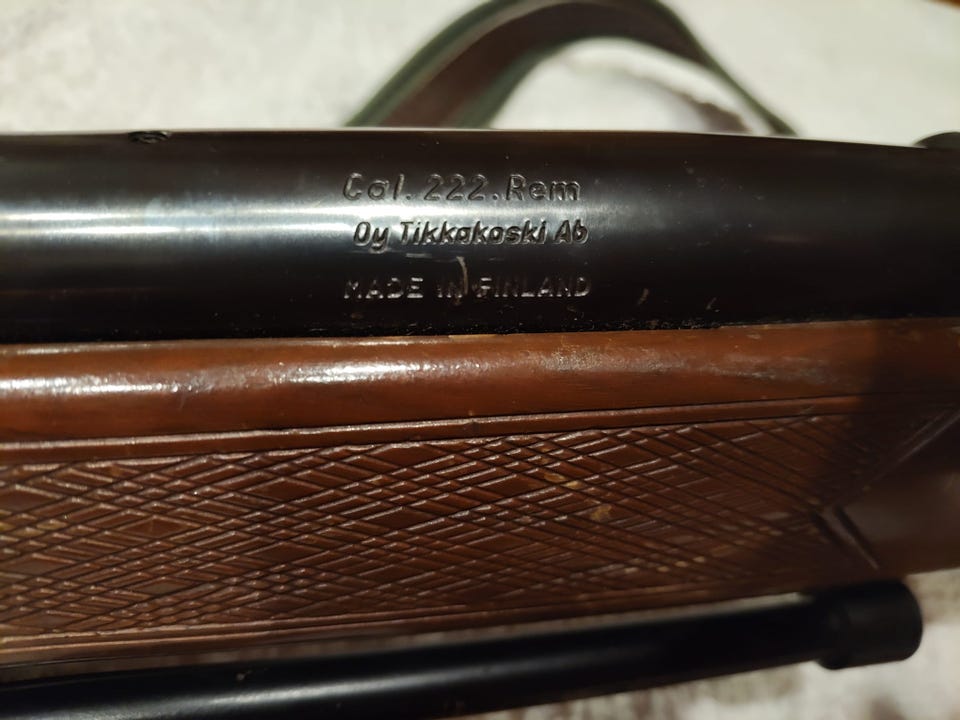 Cal. 222. Rem
Oy Tikkakoski Ab
MADE IN FINLAND